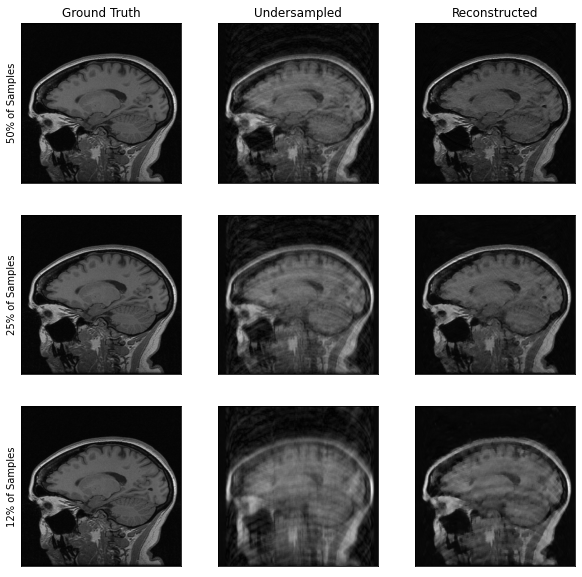 Ground Truth
Undersampled
Reconstructed
50% of Samples
25% of Samples
12% of Samples